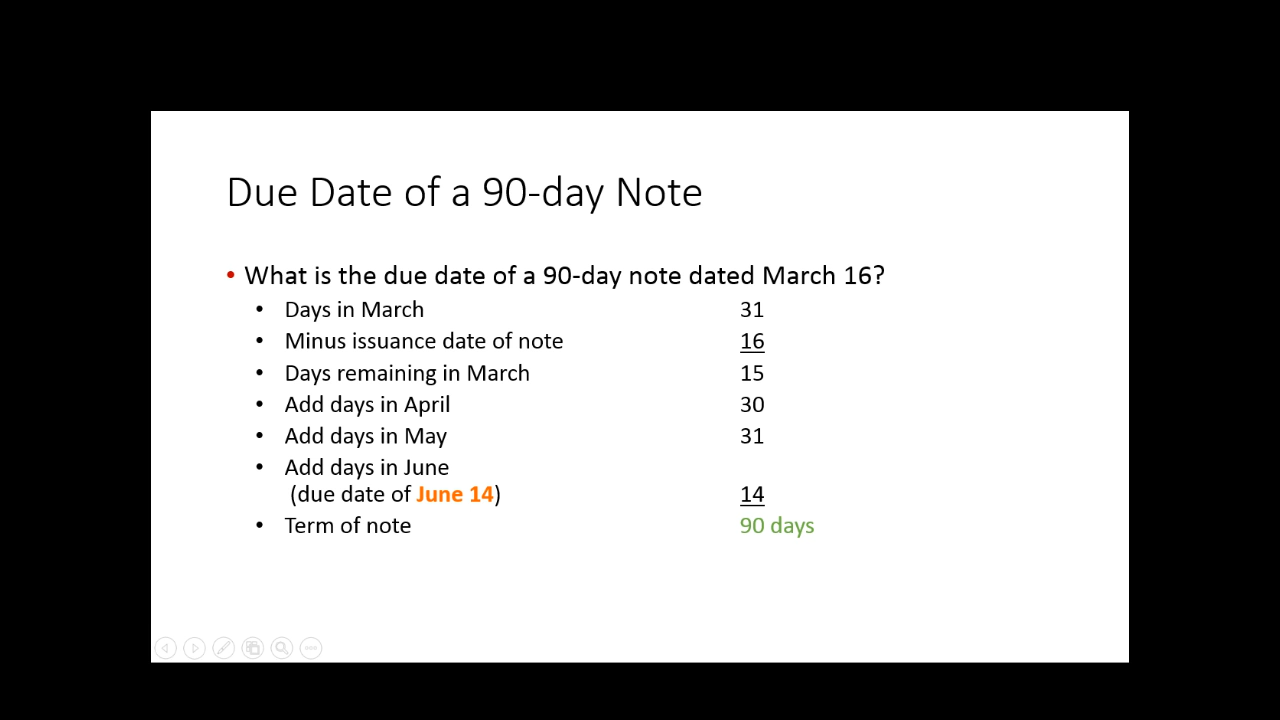 Due Date of a 90-day Note
• What is the due date of a 90-day note dated March 16?
• Days in March 31
• Minus issuance date of note 16
• Days remaining in March 15
• Add days in April 30
• Add days in May 31
• Add days in June
(due date of June 14) 14
• Term of note 90 days